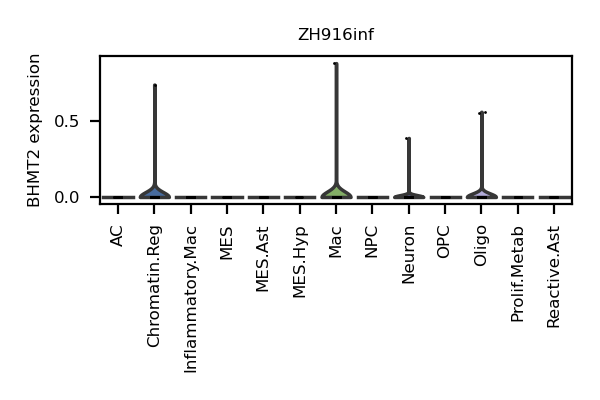 ZH916inf
BHMT2 expression
0.5
0.0
AC
Chromatin.Reg
Inflammatory.Mac
MES
MES.Ast
MES.Hyp
Mac
NPC
Neuron
OPC
Oligo
Prolif.Metab
Reactive.Ast